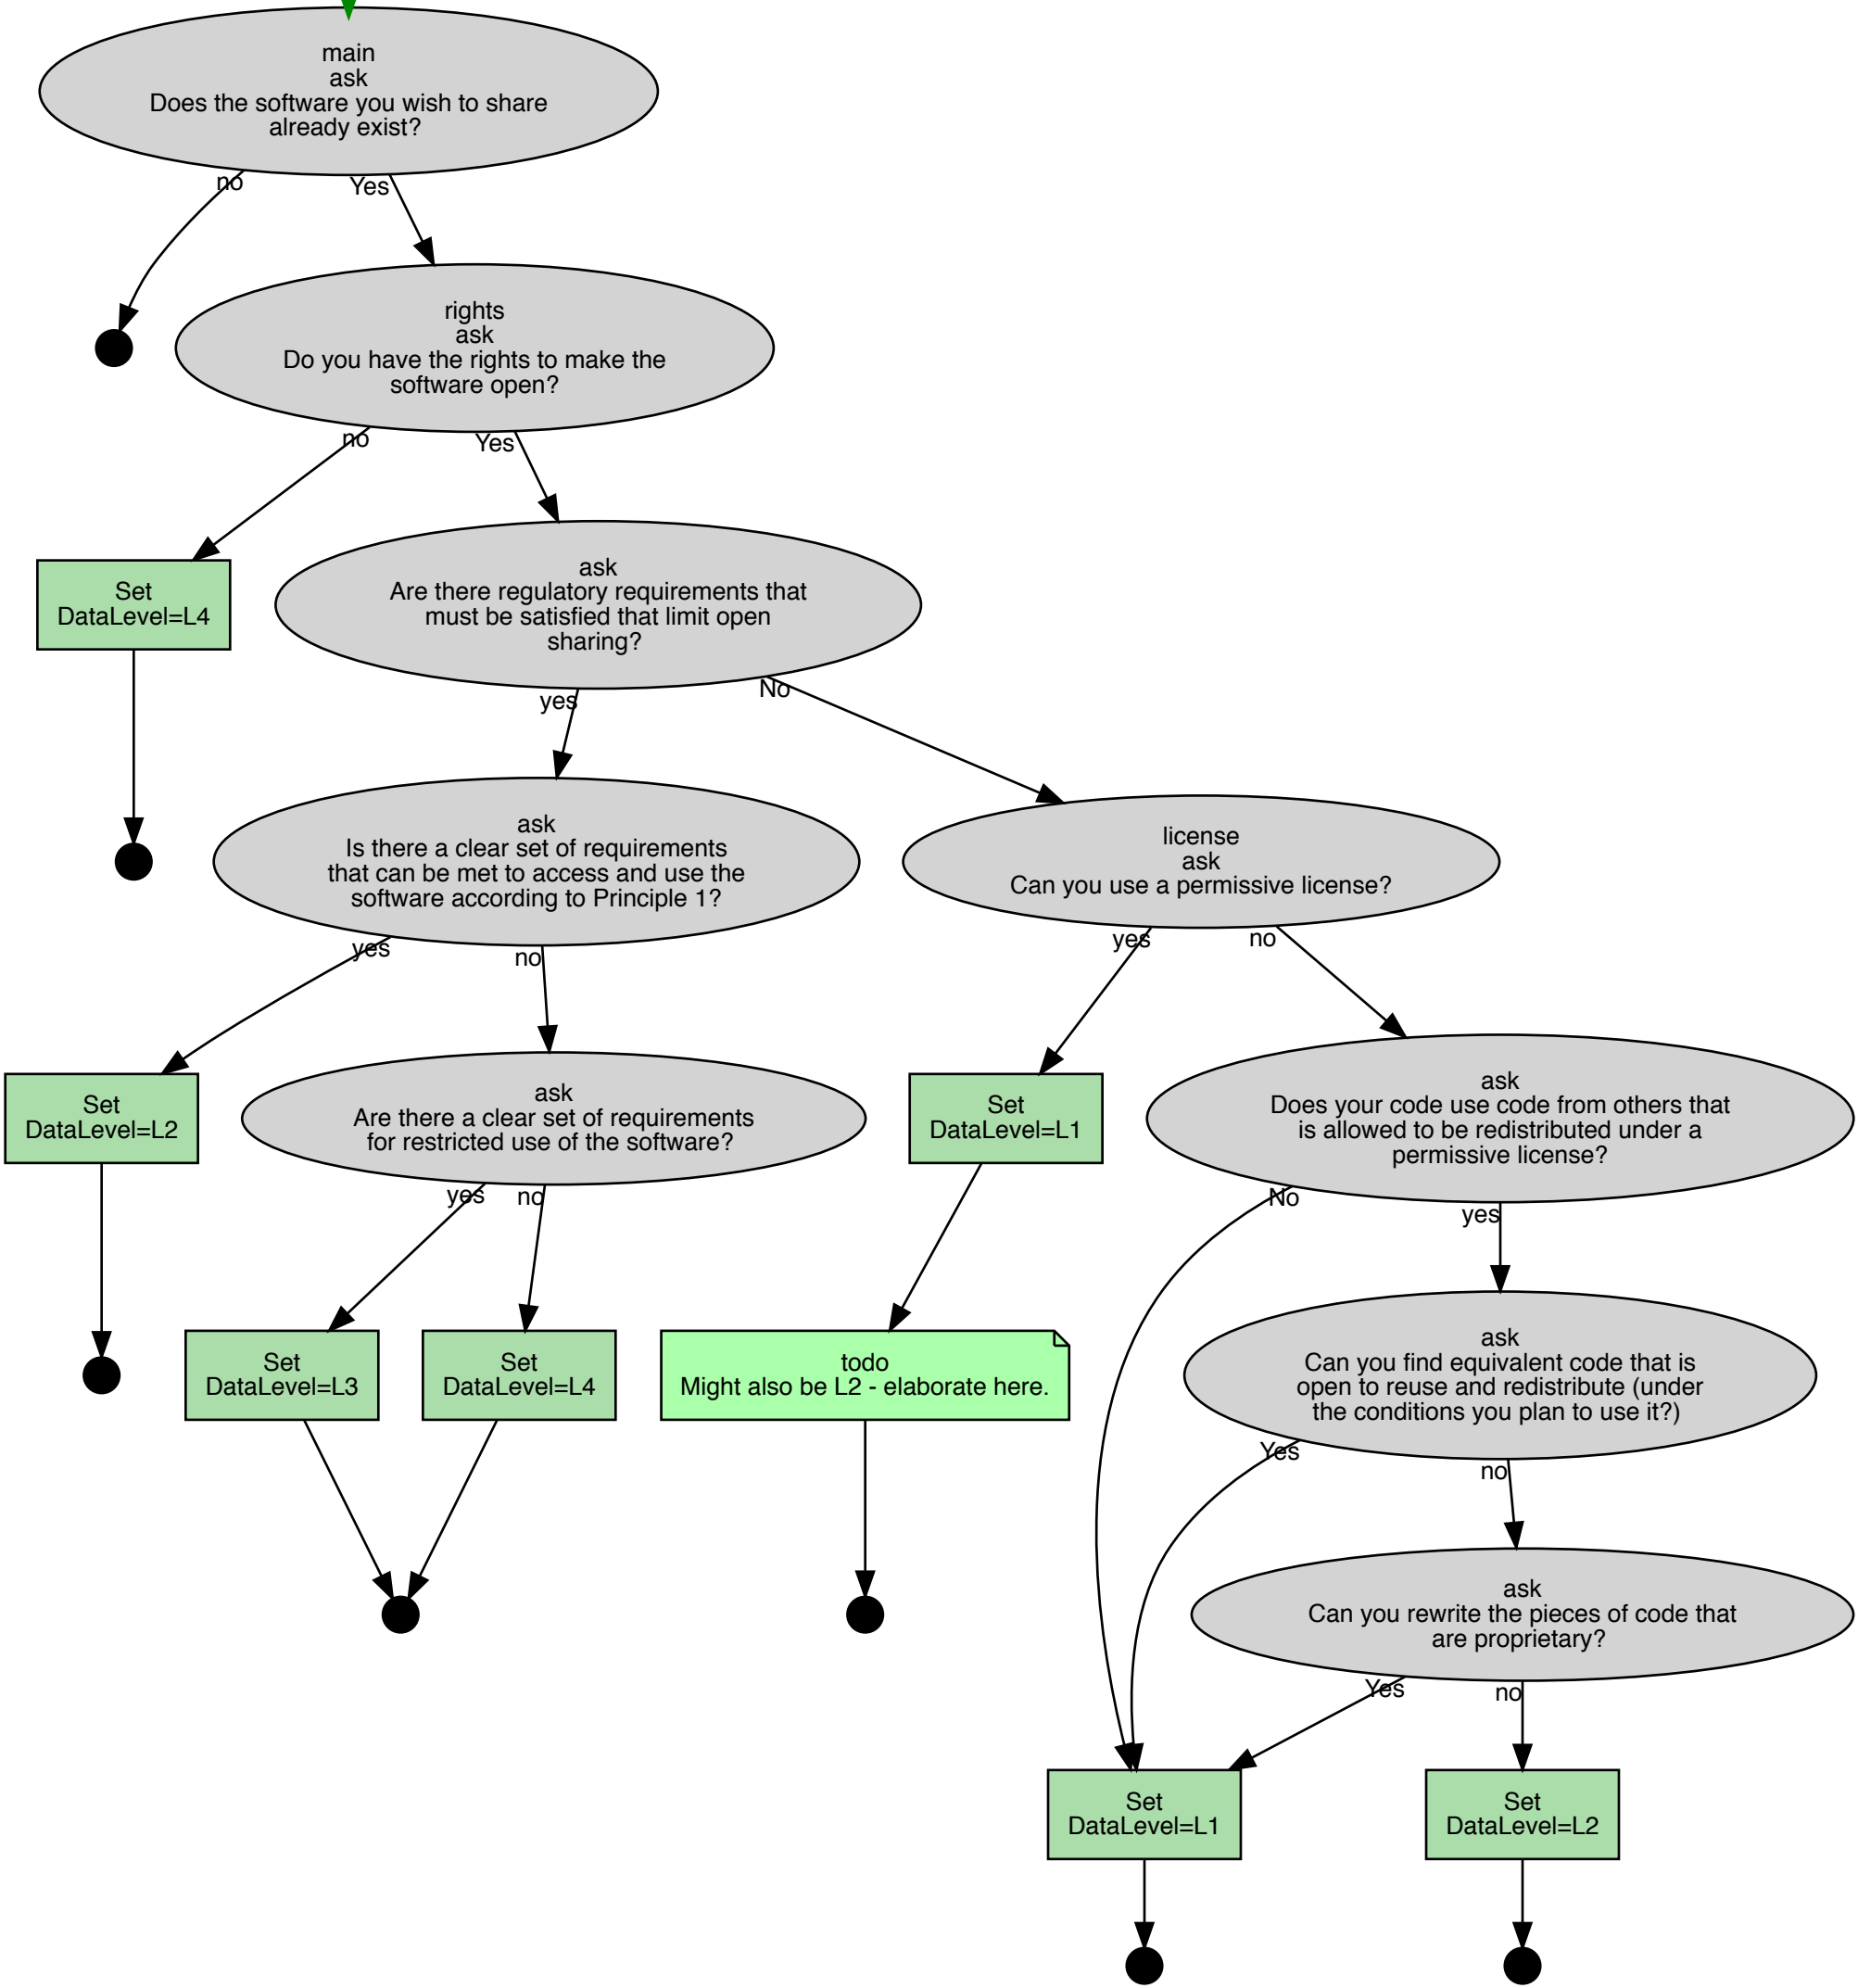 main
ask
Does the software you wish to share
already exist?
no
Yes
rights
ask
Do you have the rights to make the
software open?
no
Yes
Set
DataLevel=L4
ask
Are there regulatory requirements that
must be satisfied that limit open
sharing?
yes
No
ask
Is there a clear set of requirements
that can be met to access and use the
software according to Principle 1?
license
ask
Can you use a permissive license?
yes
no
yes
no
Set
DataLevel=L2
ask
Are there a clear set of requirements
for restricted use of the software?
Set
DataLevel=L1
ask
Does your code use code from others that
is allowed to be redistributed under a
permissive license?
yes
no
No
yes
Set
DataLevel=L3
Set
DataLevel=L4
todo
Might also be L2 - elaborate here.
ask
Can you find equivalent code that is
open to reuse and redistribute (under
the conditions you plan to use it?)
Yes
no
ask
Can you rewrite the pieces of code that
are proprietary?
Yes
no
Set
DataLevel=L1
Set
DataLevel=L2